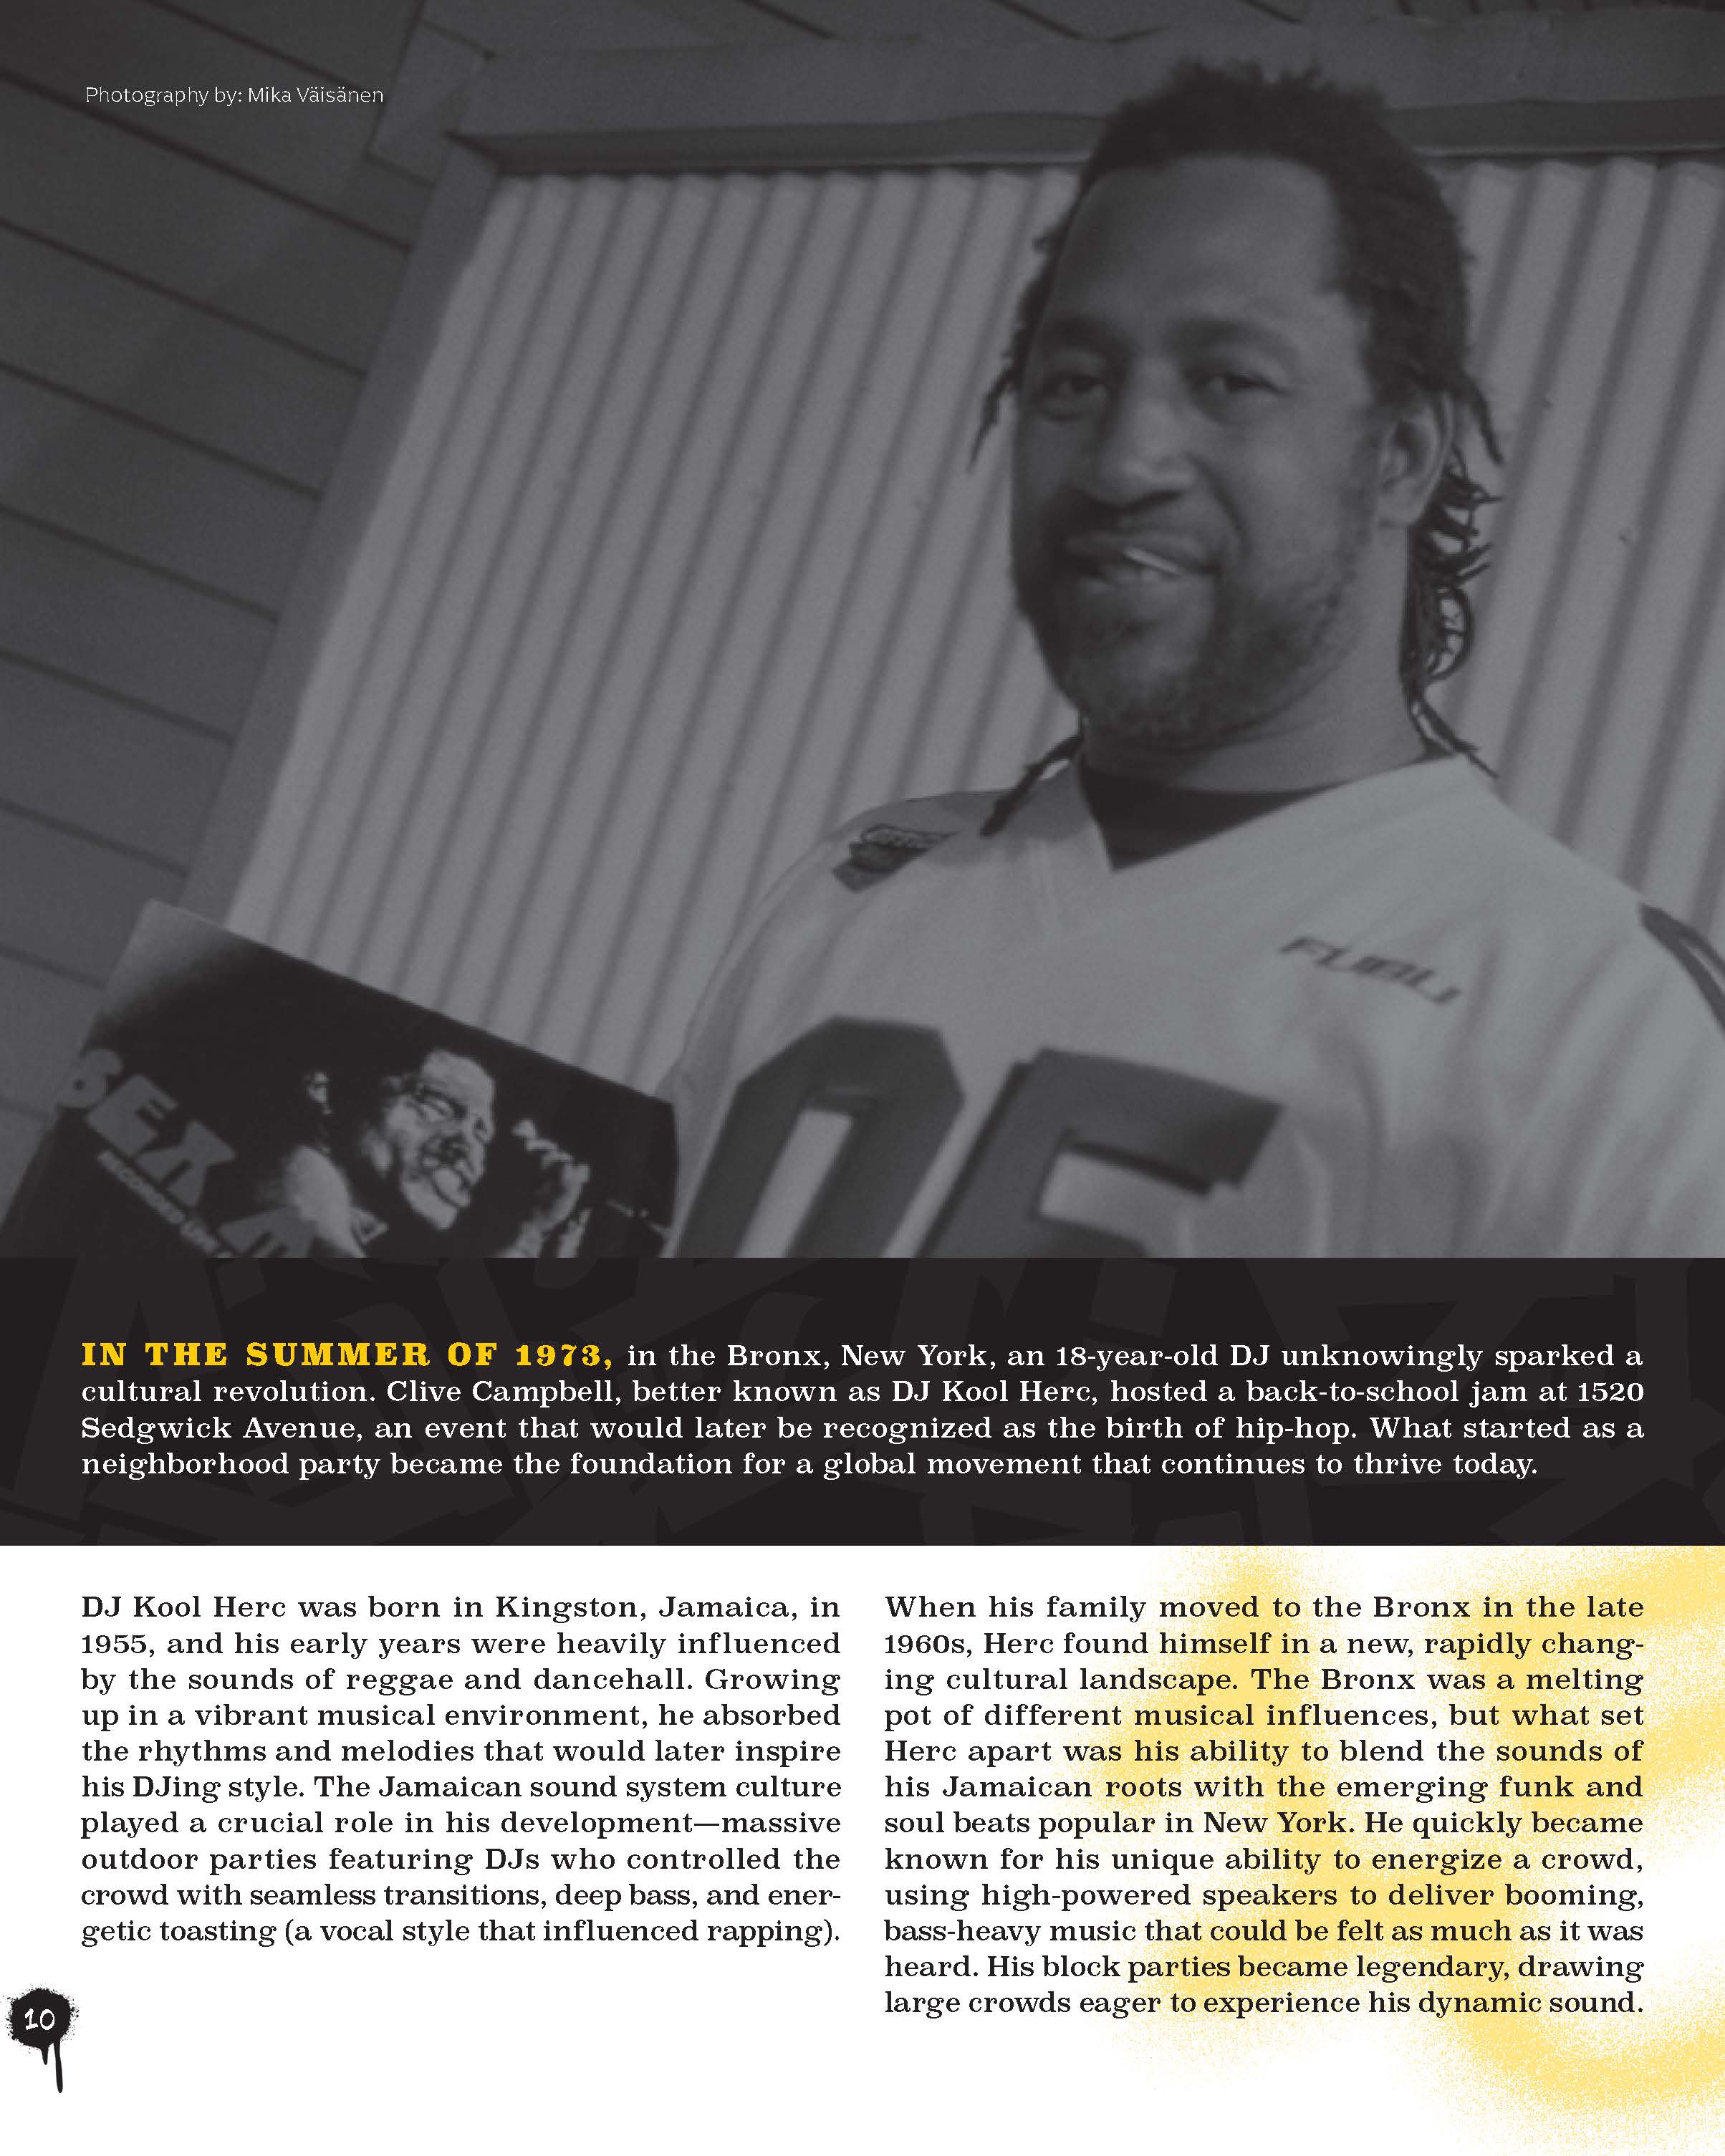 Photography by: Mika Väisänen
FUBU
BEA
RECORDED LIVE
05
IN THE SUMMER OF 1973, in the Bronx, New York, an 18-year-old DJ unknowingly sparked a
cultural revolution. Clive Campbell, better known as DJ Kool Herc, hosted a back-to-school jam at 1520
Sedgwick Avenue, an event that would later be recognized as the birth of hip-hop. What started as a
neighborhood party became the foundation for a global movement that continues to thrive today.
DJ Kool Herc was born in Kingston, Jamaica, in
1955, and his early years were heavily influenced
by the sounds of reggae and dancehall. Growing
up in a vibrant musical environment, he absorbed
the rhythms and melodies that would later inspire
his DJing style. The Jamaican sound system culture
played a crucial role in his development—massive
outdoor parties featuring DJs who controlled the
crowd with seamless transitions, deep bass, and ener-
getic toasting (a vocal style that influenced rapping).
When his family moved to the Bronx in the late
1960s, Herc found himself in a new, rapidly chang-
ing cultural landscape. The Bronx was a melting
pot of different musical influences, but what set
Herc apart was his ability to blend the sounds of
his Jamaican roots with the emerging funk and
soul beats popular in New York. He quickly became
known for his unique ability to energize a crowd,
using high-powered speakers to deliver booming,
bass-heavy music that could be felt as much as it was
heard. His block parties became legendary, drawing
large crowds eager to experience his dynamic sound.
10